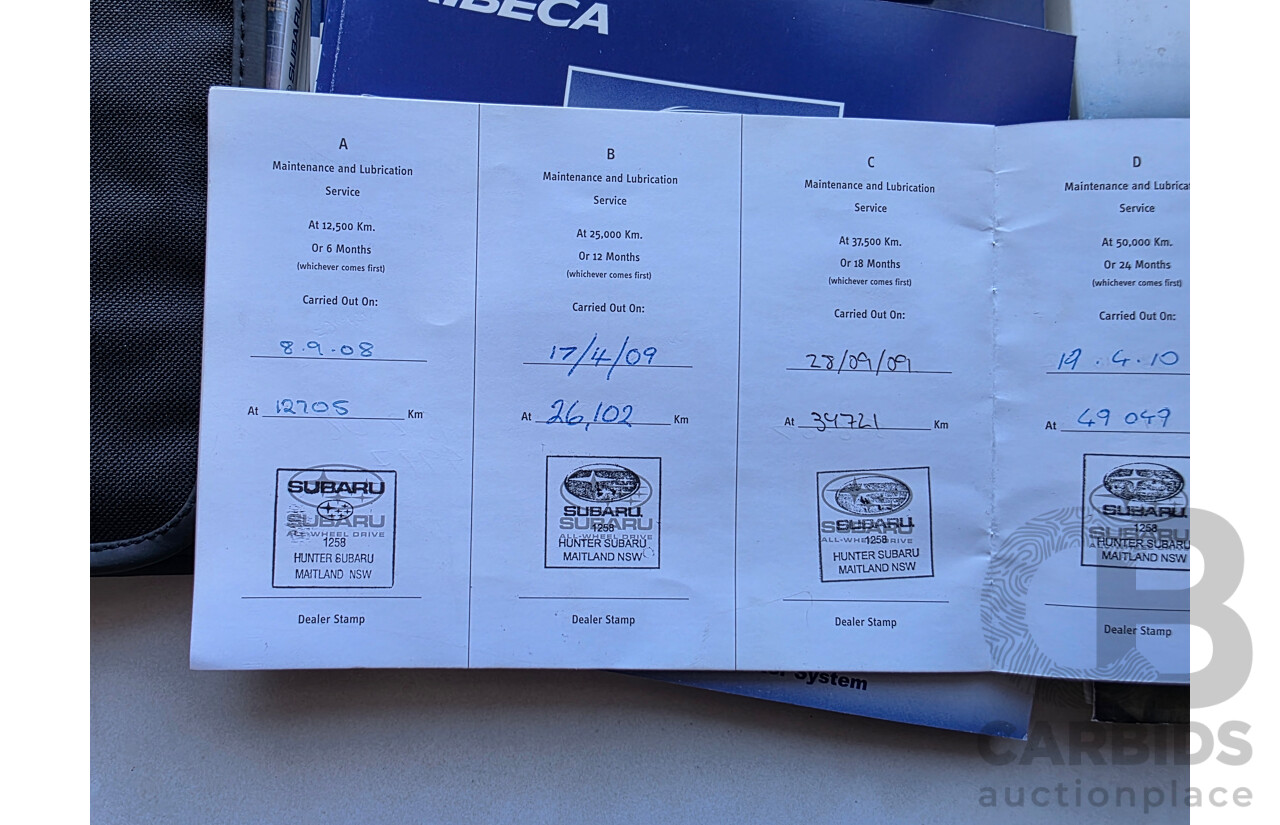 SUBARU
A
Maintenance and Lubrication
Service
At 12,500 Km.
Or 6 Months
(whichever comes first)
Carried Out On:
8.9.08
At 12705 Km
SUBARU
SUBARU
ALL-WHEEL DRIVE
1258
HUNTER SUBARU
MAITLAND NSW
Dealer Stamp
B
Maintenance and Lubrication
Service
At 25,000 Km.
Or 12 Months
(whichever comes first)
Carried Out On:
17/4/09
At 26,102 Km
SUBARU
SUBARU
1258
ALL-WHEEL DRIVE
HUNTER SUBARU
MAITLAND NSW
Dealer Stamp
C
Maintenance and Lubrication
Service
At 37,500 Km.
Or 18 Months
(whichever comes first)
Carried Out On:
28/09/09
At 34721 Km
SUBARU
SUBARU
ALL-WHEEL DRIVE
1258
HUNTER SUBARU
MAITLAND NSW
Dealer Stamp
D
Maintenance and Lubricat
Service
At 50,000 Km.
Or 24 Months
(whichever comes first)
Carried Out On:
19.4.10
At 49 049
SUBARU
1258
HUNTER SUBARU
MAITLAND NSW
Dealer Stamp
System
CARBIDS
auctionplace